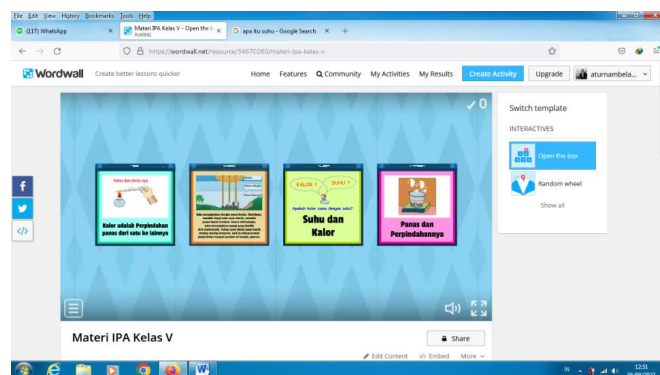 File Edit View History Bookmarks Tools Help
(117) WhatsApp
Materi IPA Kelas V - Open the b
PLAYING
apa itu suhu - Google Search
https://wordwall.net/resource/34670260/materi-ipa-kelas-v
Wordwall
Create better lessons quicker
Home Features Community My Activities My Results
Create Activity
Upgrade
aturnambela...
0
Switch template
INTERACTIVES
Open the box
Random wheel
Show all
Kalor adalah Perpindahan
panas dari satu ke lainnya
KALOR ? SUHU ?
Apakah kalor sama dengan suhu?
Suhu dan
Kalor
Panas dan
Perpindahannya
Materi IPA Kelas V
Share
Edit Content Embed More
IN
12:51